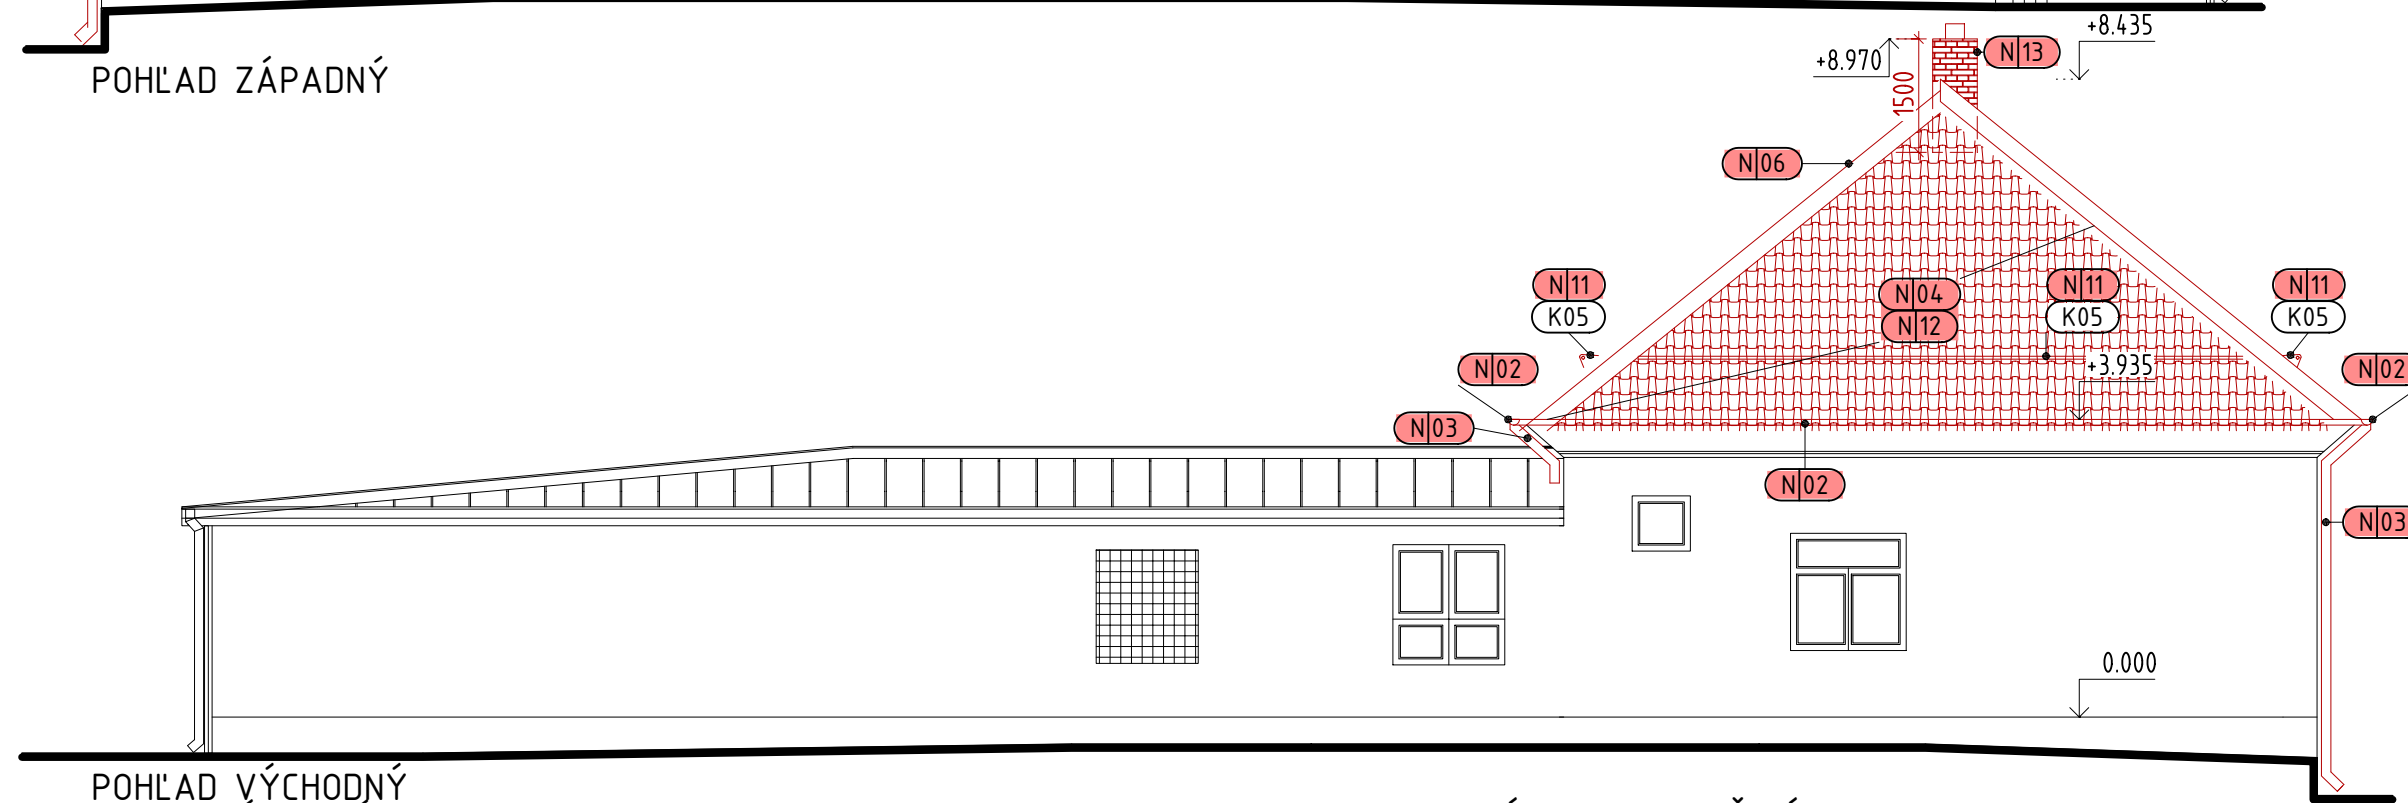 POHĽAD ZÁPADNÝ
+8.435
+8.970
N 13
1500
N 06
N 11
K05
N 04
N 12
N 11
K05
N 11
K05
+3.935
N 02
N 02
N 03
N 02
N 03
0.000
POHĽAD VÝCHODNÝ